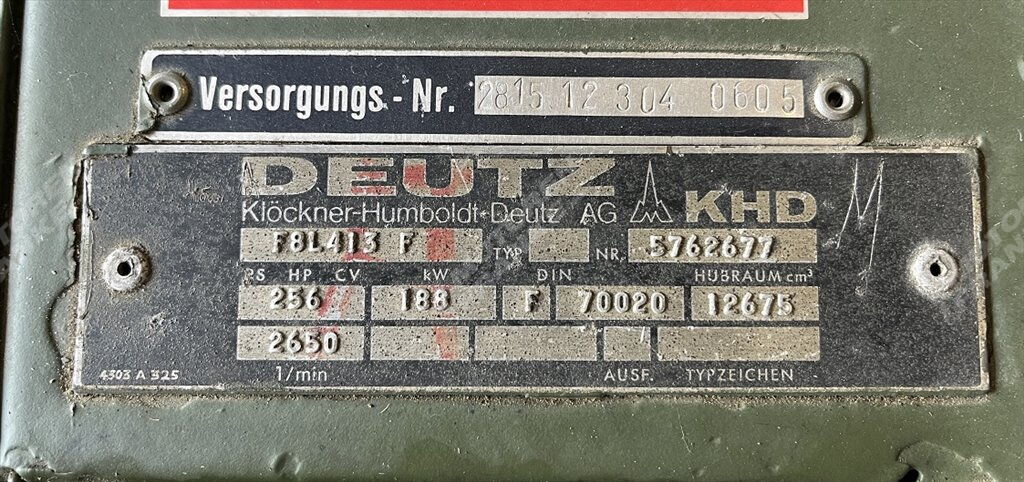 Versorgungs-Nr. 2815 12 304 0605
DEUTZ
Klöckner-Humboldt-Deutz AG KHD
F8L413 F TYP NR. 5762677
PS HP CV kW DIN HUBRAUM cm³
256 188 F 70020 12675
2650
4303 A 325
1/min AUSF. TYPZEICHEN